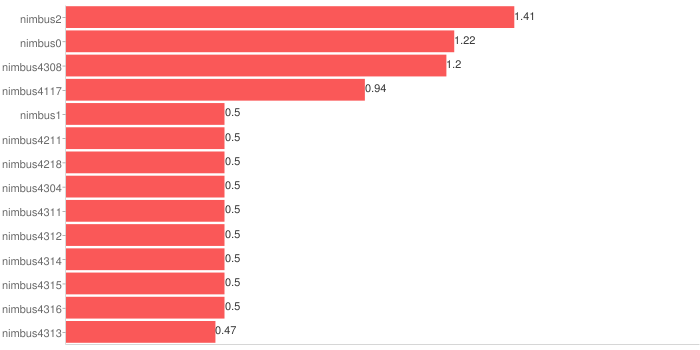 nimbus2 1.41
nimbus0 1.22
nimbus4308 1.2
nimbus4117 0.94
nimbus1 0.5
nimbus4211 0.5
nimbus4218 0.5
nimbus4304 0.5
nimbus4311 0.5
nimbus4312 0.5
nimbus4314 0.5
nimbus4315 0.5
nimbus4316 0.5
nimbus4313 0.47